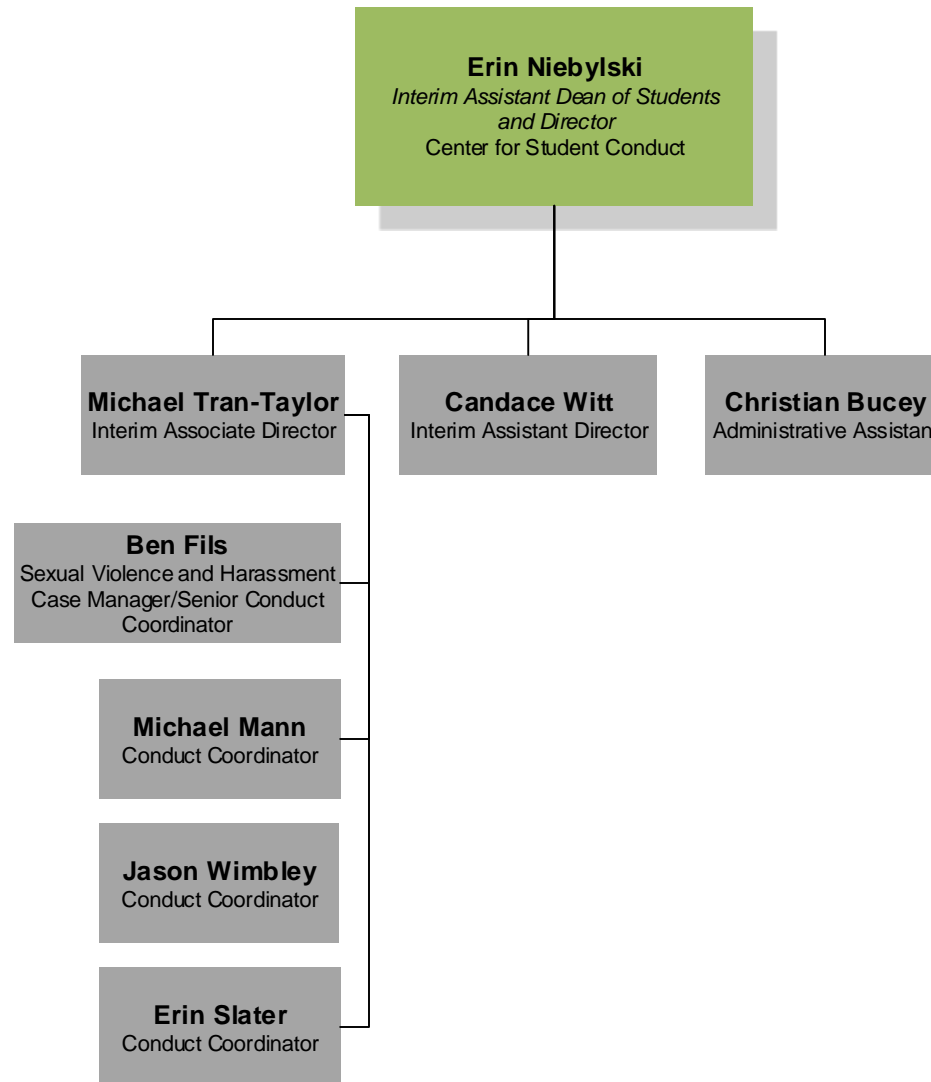 Erin Niebylski
Interim Assistant Dean of Students
and Director
Center for Student Conduct
Michael Tran-Taylor
Interim Associate Director
Candace Witt
Interim Assistant Director
Christian Bucey
Administrative Assistan
Ben Fils
Sexual Violence and Harassment
Case Manager/Senior Conduct
Coordinator
Michael Mann
Conduct Coordinator
Jason Wimbley
Conduct Coordinator
Erin Slater
Conduct Coordinator